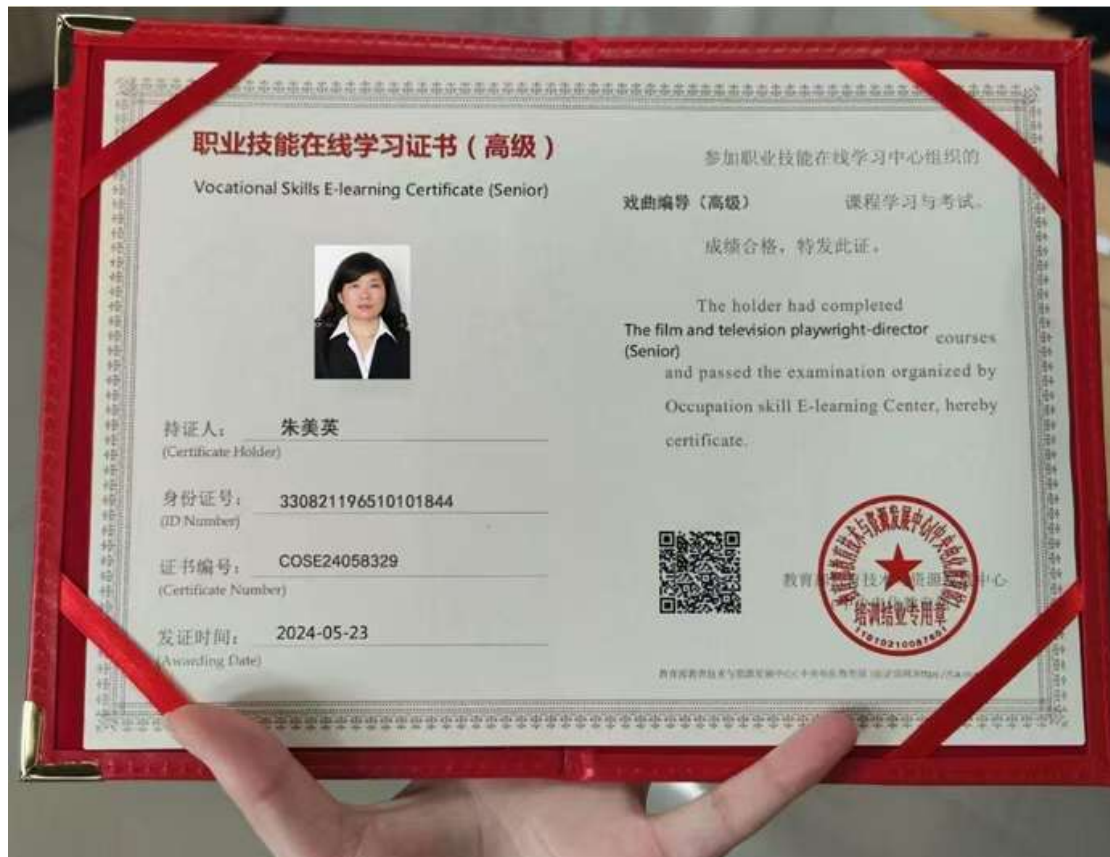 职业技能在线学习证书（高级）
Vocational Skills E-learning Certificate (Senior)
持证人：
朱美英
(Certificate Holder)
身份证号：
330821196510101844
(ID Number)
证书编号：
COSE24058329
(Certificate Number)
发证时间：
2024-05-23
(Awarding Date)
参加职业技能在线学习中心组织的
戏曲编导（高级） 课程学习与考试。
成绩合格，特发此证。
The holder had completed
The film and television playwright-director
(Senior)
courses
and passed the examination organized by
Occupation skill E-learning Center, hereby
certificate.
培训结业专用章